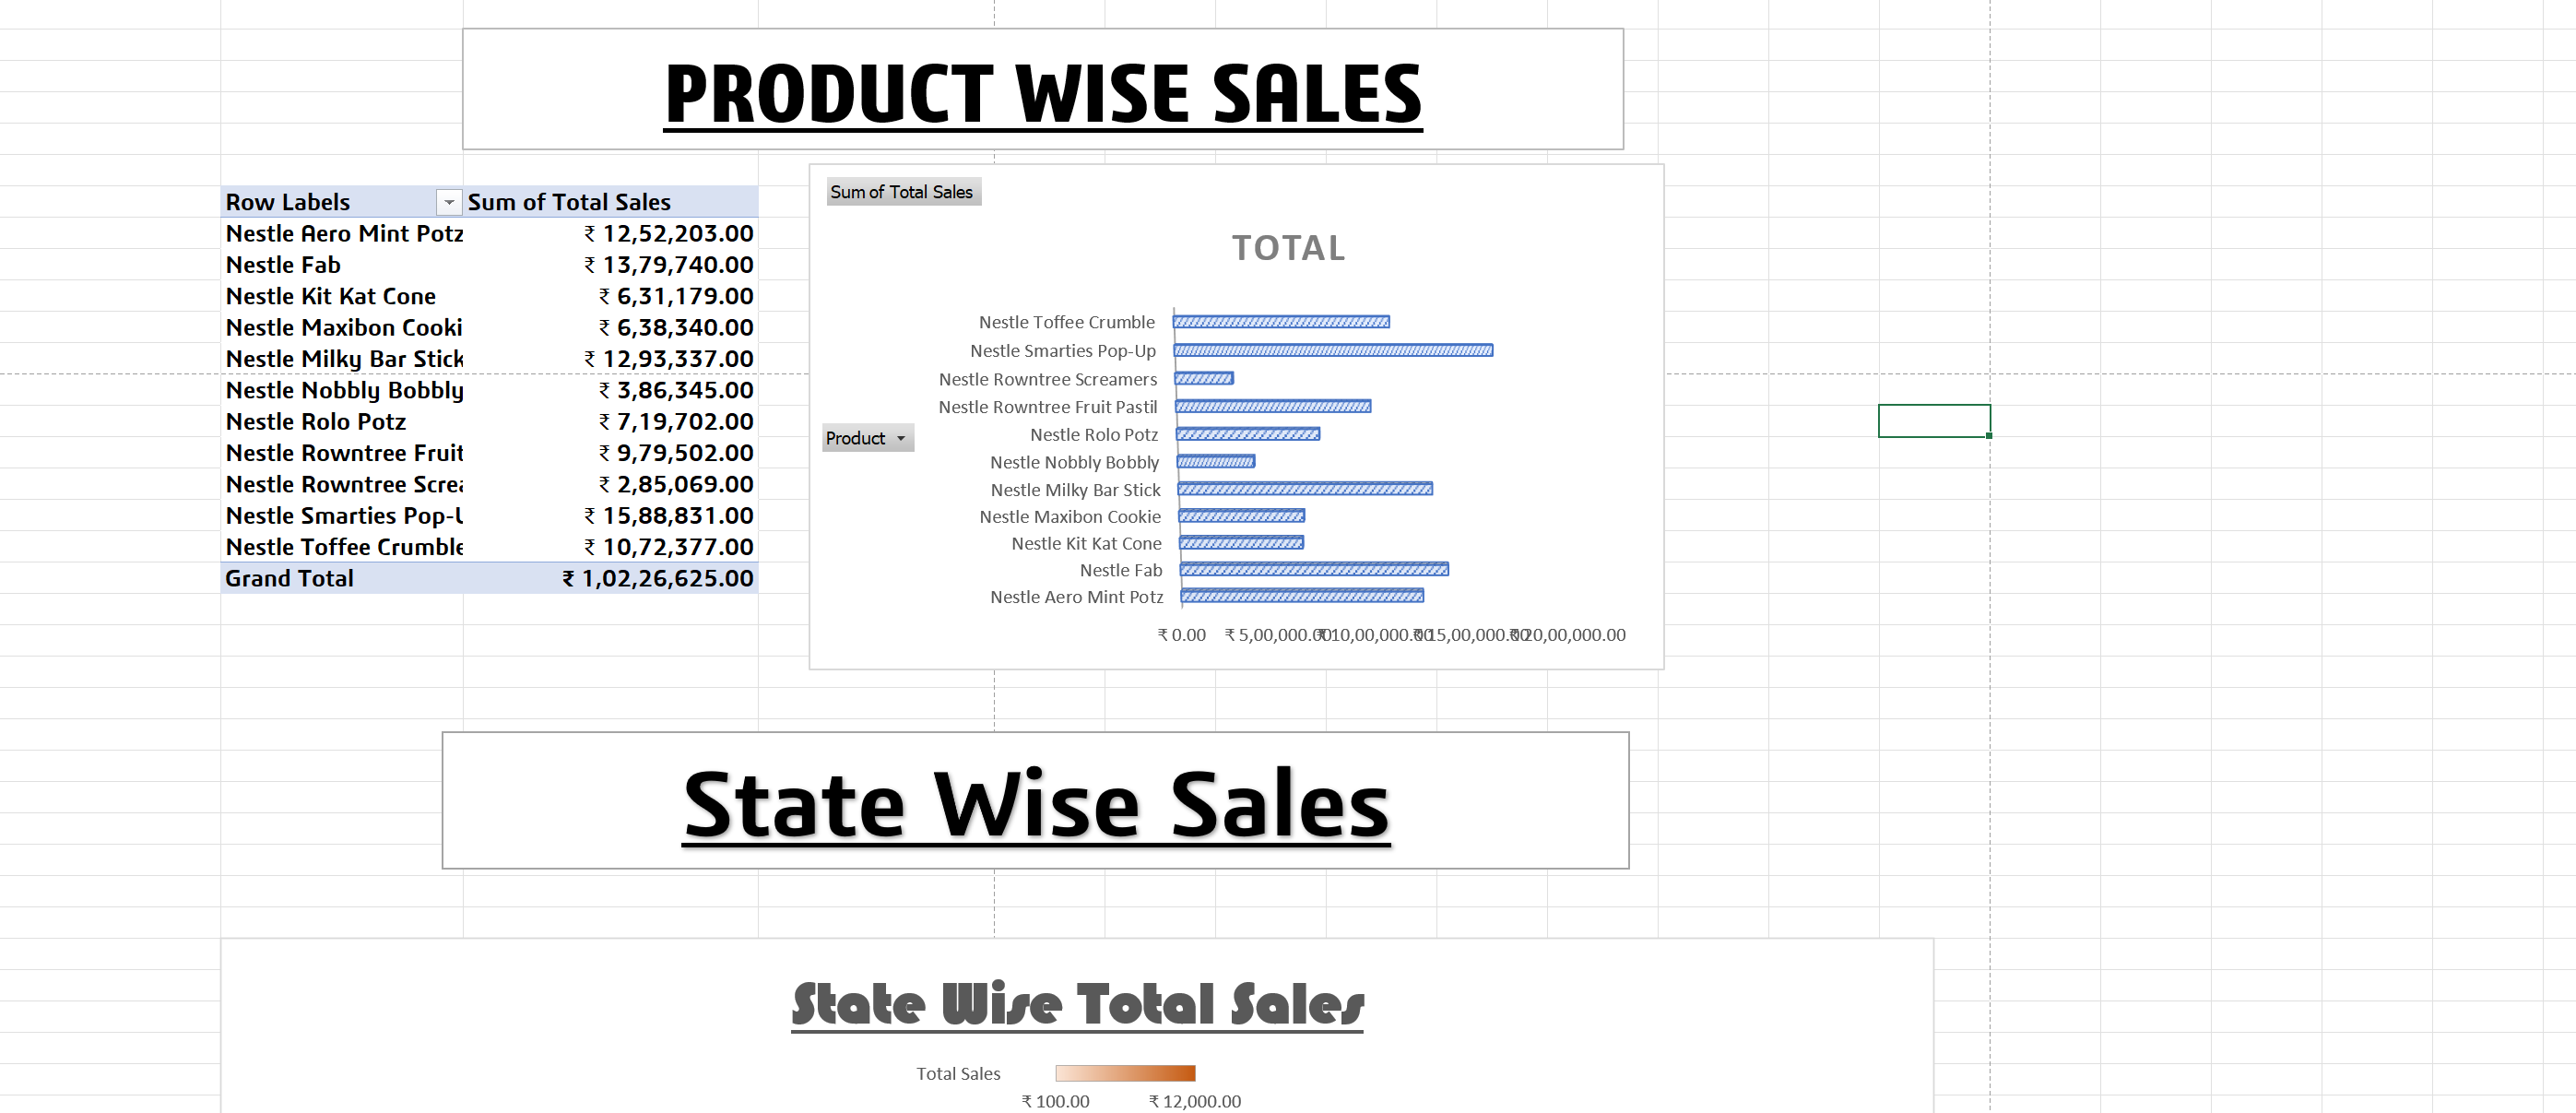 PRODUCT WISE SALES
Row Labels Sum of Total Sales
Nestle Aero Mint Potz ₹ 12,52,203.00
Nestle Fab ₹ 13,79,740.00
Nestle Kit Kat Cone ₹ 6,31,179.00
Nestle Maxibon Cooki ₹ 6,38,340.00
Nestle Milky Bar Stick ₹ 12,93,337.00
Nestle Nobbly Bobbly ₹ 3,86,345.00
Nestle Rolo Potz ₹ 7,19,702.00
Nestle Rowntree Fruit ₹ 9,79,502.00
Nestle Rowntree Screa ₹ 2,85,069.00
Nestle Smarties Pop-U ₹ 15,88,831.00
Nestle Toffee Crumble ₹ 10,72,377.00
Grand Total ₹ 1,02,26,625.00
Sum of Total Sales
TOTAL
Product
Nestle Toffee Crumble
Nestle Smarties Pop-Up
Nestle Rowntree Screamers
Nestle Rowntree Fruit Pastil
Nestle Rolo Potz
Nestle Nobbly Bobbly
Nestle Milky Bar Stick
Nestle Maxibon Cookie
Nestle Kit Kat Cone
Nestle Fab
Nestle Aero Mint Potz
₹ 0.00 ₹ 5,00,000.00 ₹ 10,00,000.00 ₹ 15,00,000.00 ₹ 20,00,000.00
State Wise Sales
State Wise Total Sales
Total Sales
₹ 100.00 ₹ 12,000.00